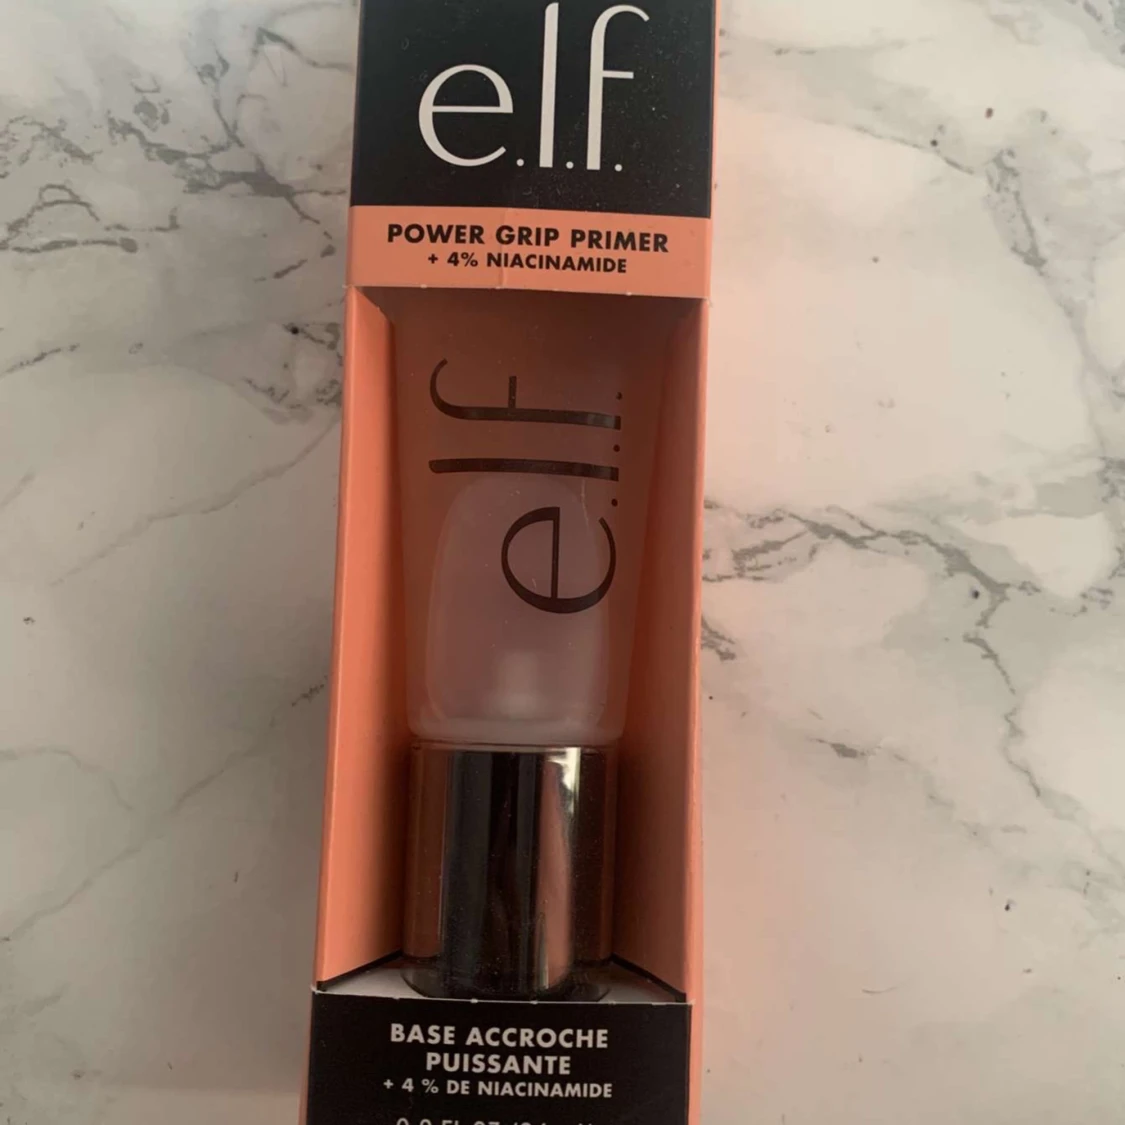 e.l.f.
POWER GRIP PRIMER
+ 4% NIACINAMIDE
e.l.f.
BASE ACCROCHE
PUISSANTE
+ 4 % DE NIACINAMIDE